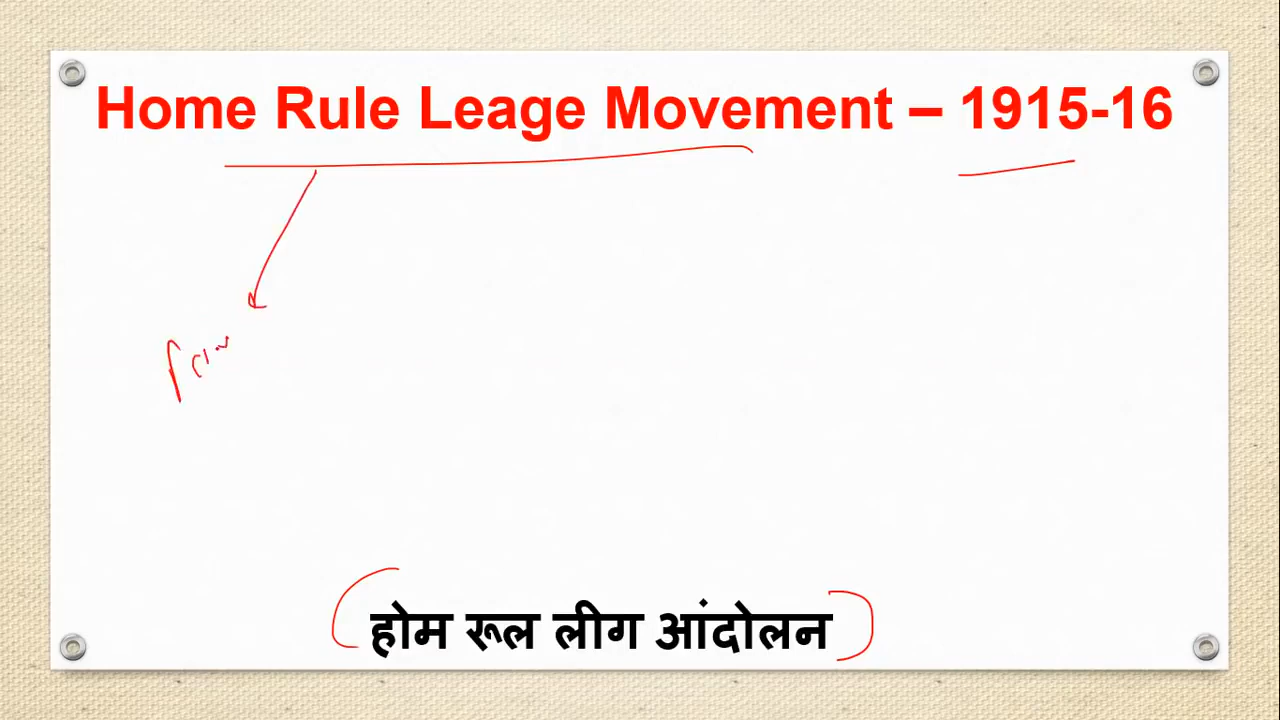 Home Rule Leage Movement – 1915-16
होम रूल लीग आंदोलन